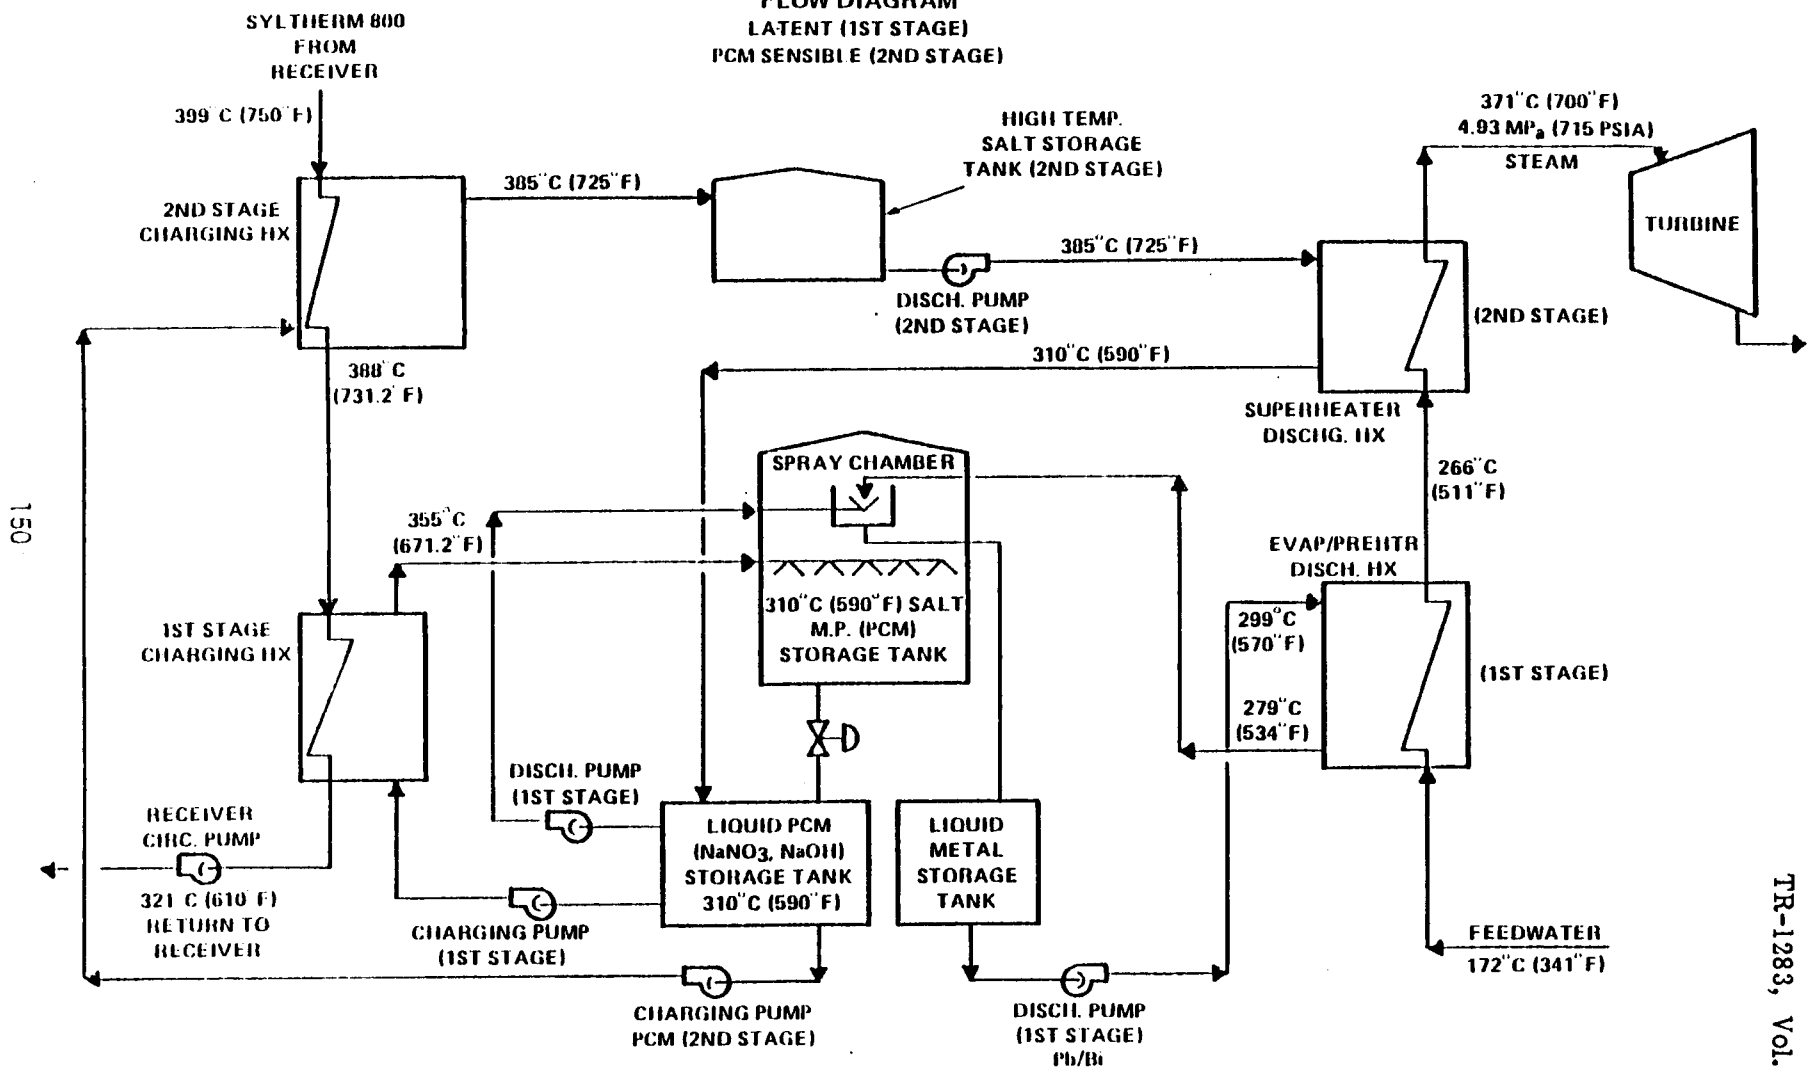 FLOW DIAGRAM
LATENT (1ST STAGE)
PCM SENSIBLE (2ND STAGE)
SYLTHERM 800
FROM
RECEIVER
399°C (750°F)
2ND STAGE
CHARGING HX
385°C (725°F)
HIGH TEMP.
SALT STORAGE
TANK (2ND STAGE)
371°C (700°F)
4.93 MPa (715 PSIA)
STEAM
TURBINE
DISCH. PUMP
(2ND STAGE)
385°C (725°F)
(2ND STAGE)
388°C
(731.2°F)
310°C (590°F)
SUPERHEATER
DISCHG. HX
266°C
(511°F)
SPRAY CHAMBER
355°C
(671.2°F)
310°C (590°F) SALT
M.P. (PCM)
STORAGE TANK
EVAP/PREHTR
DISCH. HX
299°C
(570°F)
279°C
(534°F)
(1ST STAGE)
1ST STAGE
CHARGING HX
DISCH. PUMP
(1ST STAGE)
RECEIVER
CIRC. PUMP
321°C (610°F)
RETURN TO
RECEIVER
CHARGING PUMP
(1ST STAGE)
LIQUID PCM
(NaNO3, NaOH)
STORAGE TANK
310°C (590°F)
LIQUID
METAL
STORAGE
TANK
FEEDWATER
172°C (341°F)
CHARGING PUMP
PCM (2ND STAGE)
DISCH. PUMP
(1ST STAGE)
Pb/Bi
150
TR-1283, Vol.